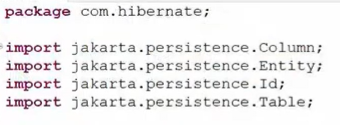 package com.hibernate;
import jakarta.persistence.Column;
import jakarta.persistence.Entity;
import jakarta.persistence.Id;
import jakarta.persistence.Table;